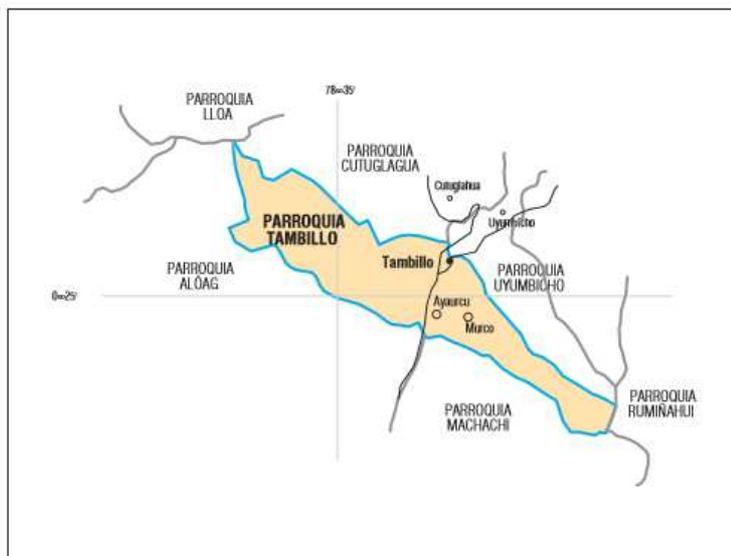 78∞35'
PARROQUIA
LLOA
PARROQUIA
CUTUGLAGUA
Cutuglahua
Uyumbicho
PARROQUIA
TAMBILLO
Tambillo
PARROQUIA
ALÓAG
PARROQUIA
UYUMBICHO
0∞25'
Ayaurcu
Murco
PARROQUIA
MACHACHI
PARROQUIA
RUMIÑAHUI